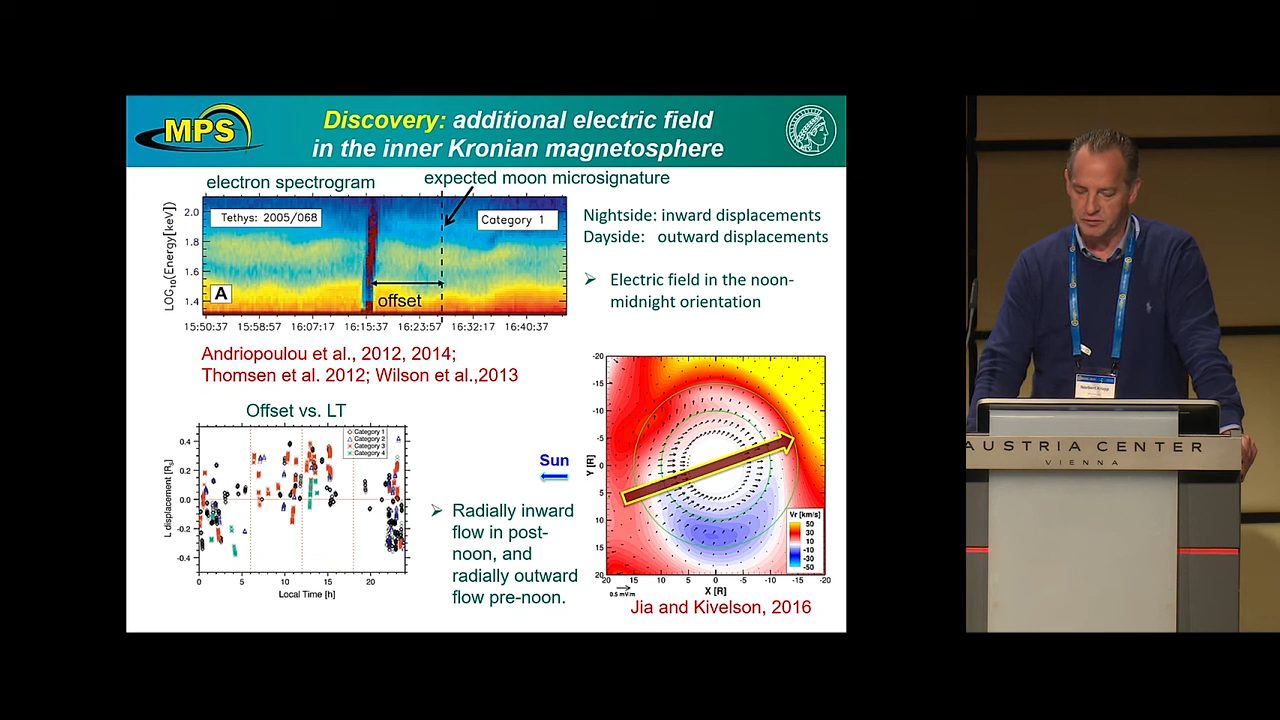 MPS
Discovery: additional electric field
in the inner Kronian magnetosphere
electron spectrogram
expected moon microsignature
LOG10(Energy[keV])
2.0
1.8
1.6
1.4
Tethys: 2005/068
Category 1
A
offset
15:50:37 15:58:57 16:07:17 16:15:37 16:23:57 16:32:17 16:40:37
Nightside: inward displacements
Dayside: outward displacements
➢ Electric field in the noon-
midnight orientation
Andriopoulou et al., 2012, 2014;
Thomsen et al. 2012; Wilson et al.,2013
Offset vs. LT
L displacement [Rs]
0.4
0.2
0.0
-0.2
-0.4
Category 1
Category 2
Category 3
Category 4
0 5 10 15 20
Local Time [h]
Sun
➢ Radially inward
flow in post-
noon, and
radially outward
flow pre-noon.
Y [R]
-20
-15
-10
-5
0
5
10
15
20
Vr [km/s]
50
30
10
-10
-30
-50
20 15 10 5 0 -5 -10 -15 -20
X [R]
0.5 mV/m
Jia and Kivelson, 2016
Norbert Krupp
AUSTRIA CENTER
VIENNA